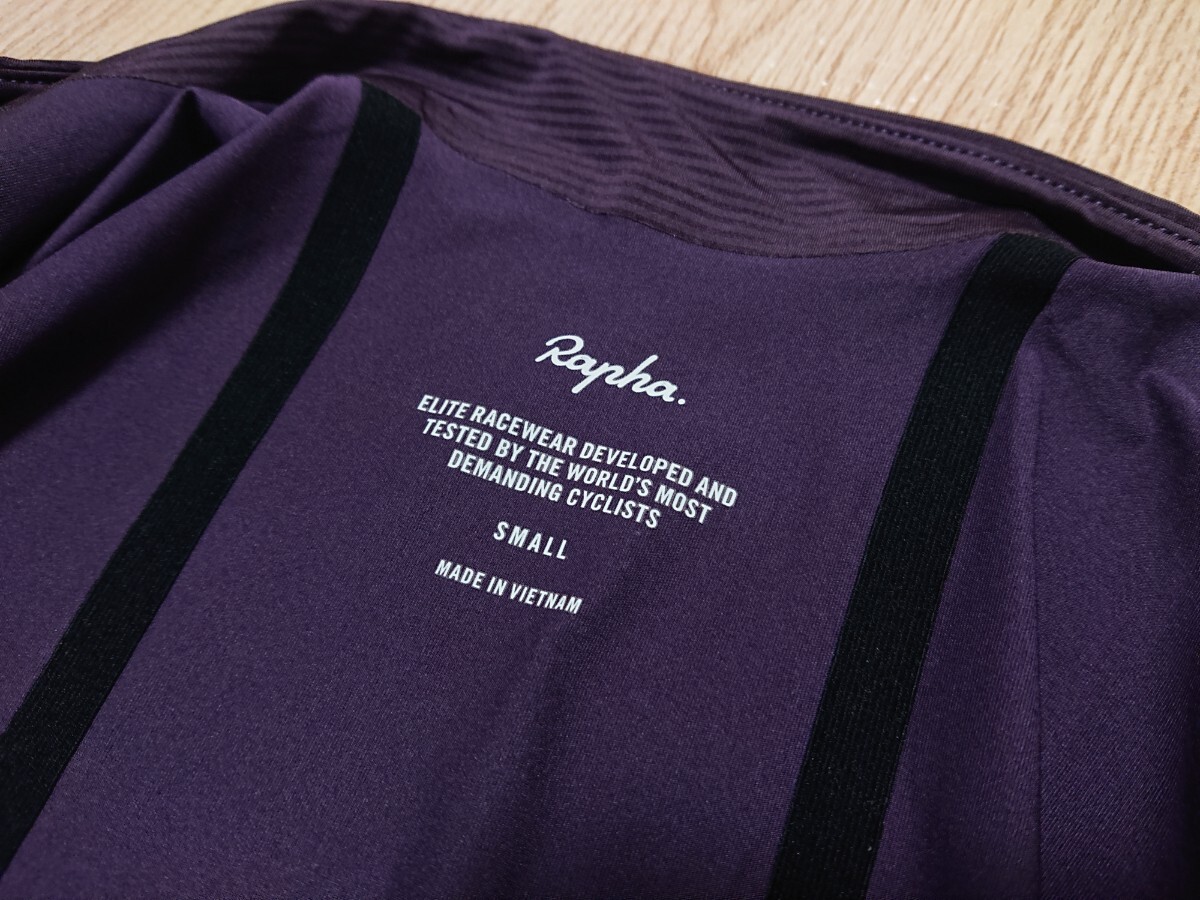 Rapha.
ELITE RACEWEAR DEVELOPED AND
TESTED BY THE WORLD'S MOST
DEMANDING CYCLISTS
SMALL
MADE IN VIETNAM